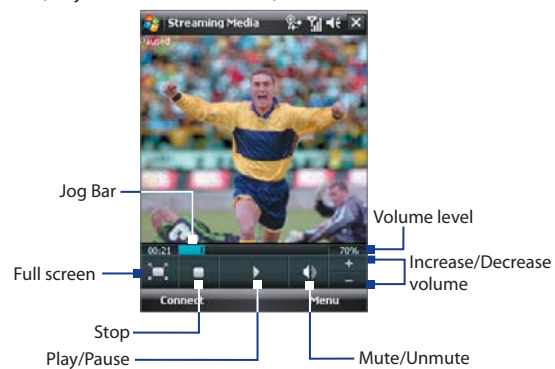 Streaming Media
Paused
Jog Bar
Volume level
00:21
70%
Full screen
Increase/Decrease
volume
+
-
Connect
Menu
Stop
Play/Pause
Mute/Unmute